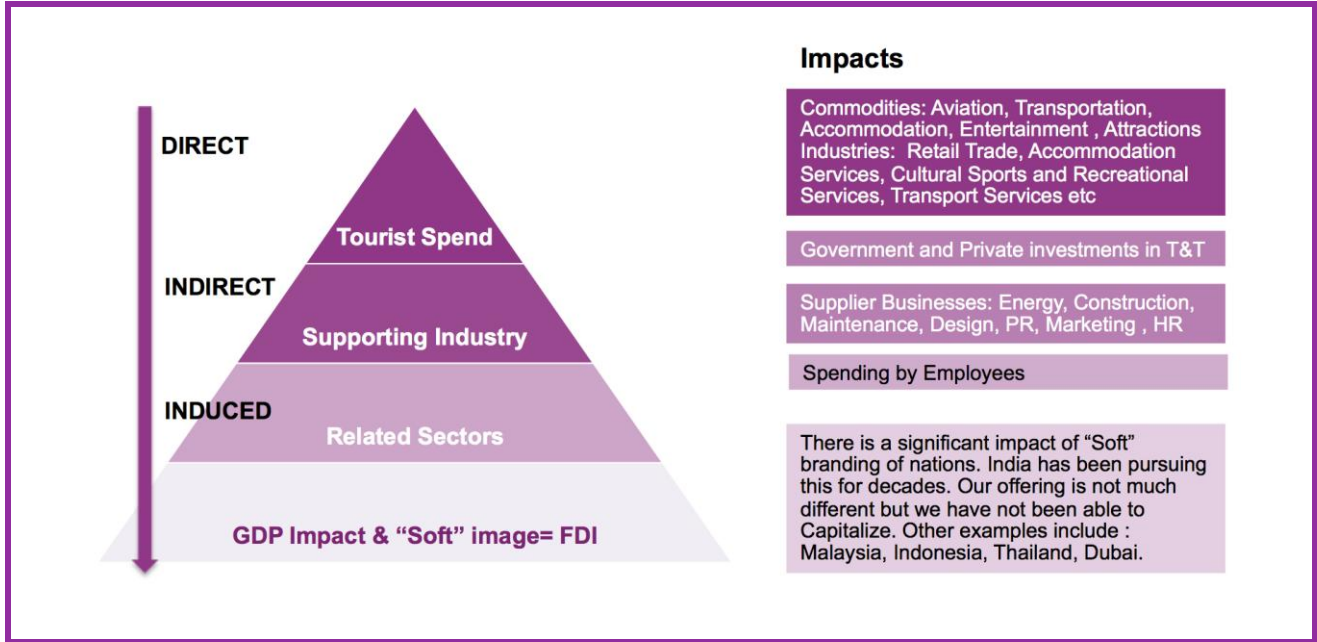 DIRECT
Tourist Spend
INDIRECT
Supporting Industry
INDUCED
Related Sectors
GDP Impact & “Soft” image= FDI
Impacts
Commodities: Aviation, Transportation,
Accommodation, Entertainment , Attractions
Industries:  Retail Trade, Accommodation
Services, Cultural Sports and Recreational
Services, Transport Services etc
Government and Private investments in T&T
Supplier Businesses: Energy, Construction,
Maintenance, Design, PR, Marketing , HR
Spending by Employees
There is a significant impact of “Soft”
branding of nations. India has been pursuing
this for decades. Our offering is not much
different but we have not been able to
Capitalize. Other examples include :
Malaysia, Indonesia, Thailand, Dubai.